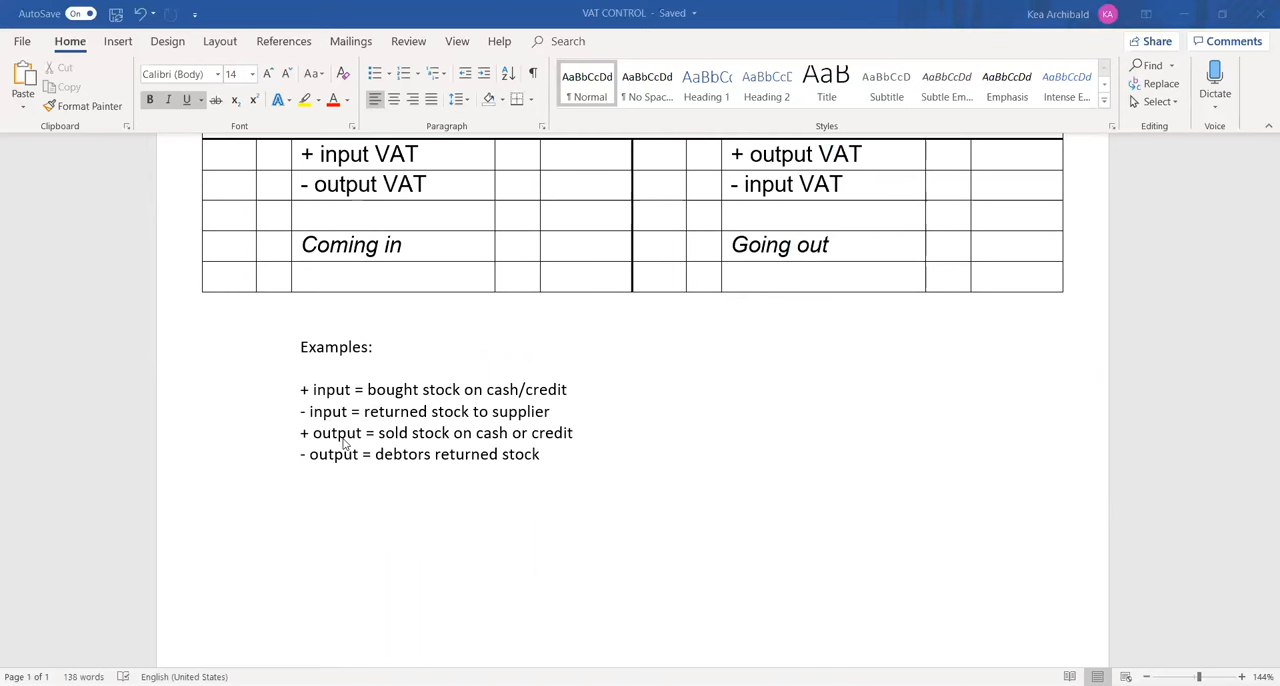 AutoSave On VAT CONTROL - Saved Kea Archibald KA
File Home Insert Design Layout References Mailings Review View Help Search Share Comments
Paste Cut Copy Format Painter
Calibri (Body) 14 Aa
B I U ab x₂ x² A A
AaBbCcDd AaBbCcDd AaBbCc AaBbCcE AaB AaBbCcD AaBbCcDd AaBbCcDd AaBbCcDd
¶ Normal ¶ No Spac... Heading 1 Heading 2 Title Subtitle Subtle Em... Emphasis Intense E...
Find Replace Select Dictate
Clipboard Font Paragraph Styles Editing Voice
+ input VAT + output VAT
- output VAT - input VAT
Coming in Going out
Examples:
+ input = bought stock on cash/credit
- input = returned stock to supplier
+ output = sold stock on cash or credit
- output = debtors returned stock
Page 1 of 1 138 words English (United States) 144%